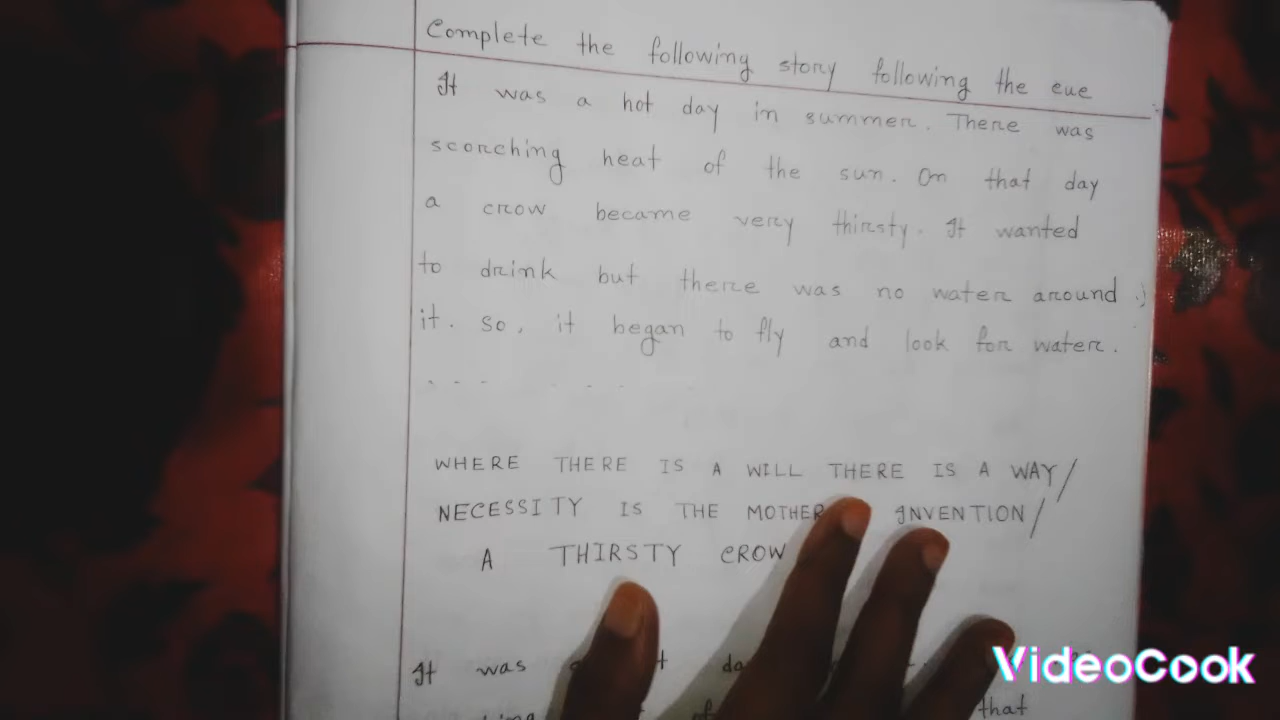 Complete the following story following the cue
It was a hot day in summer. There was
scorching heat of the sun. On that day
a crow became very thirsty. It wanted
to drink but there was no water around
it. So, it began to fly and look for water.
. . . . . . .
WHERE THERE IS A WILL THERE IS A WAY/
NECESSITY IS THE MOTHER INVENTION/
A THIRSTY CROW
It was
of that
VideoCook